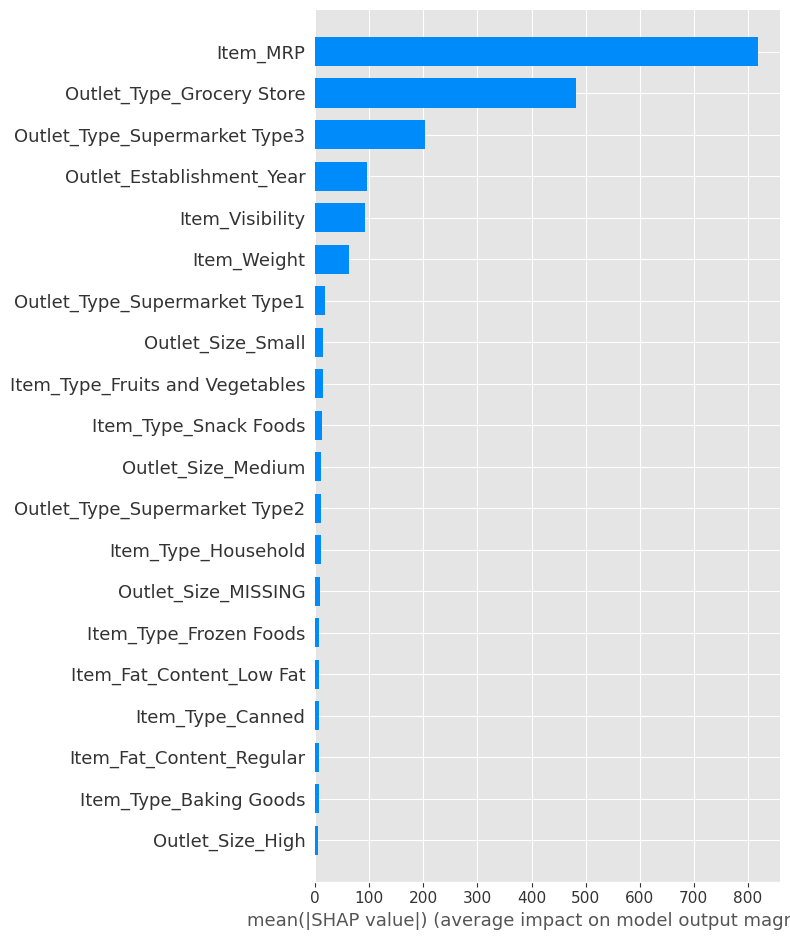 Item_MRP
Outlet_Type_Grocery Store
Outlet_Type_Supermarket Type3
Outlet_Establishment_Year
Item_Visibility
Item_Weight
Outlet_Type_Supermarket Type1
Outlet_Size_Small
Item_Type_Fruits and Vegetables
Item_Type_Snack Foods
Outlet_Size_Medium
Outlet_Type_Supermarket Type2
Item_Type_Household
Outlet_Size_MISSING
Item_Type_Frozen Foods
Item_Fat_Content_Low Fat
Item_Type_Canned
Item_Fat_Content_Regular
Item_Type_Baking Goods
Outlet_Size_High
0 100 200 300 400 500 600 700 800
mean(|SHAP value|) (average impact on model output magr